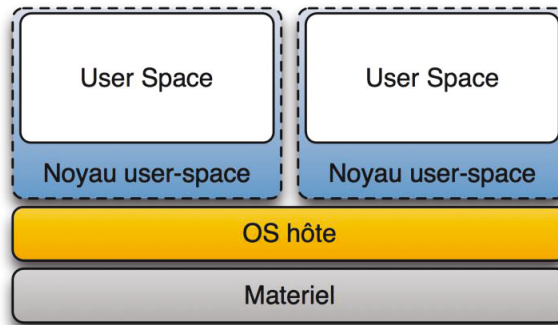 User Space
User Space
Noyau user-space
Noyau user-space
OS hôte
Materiel